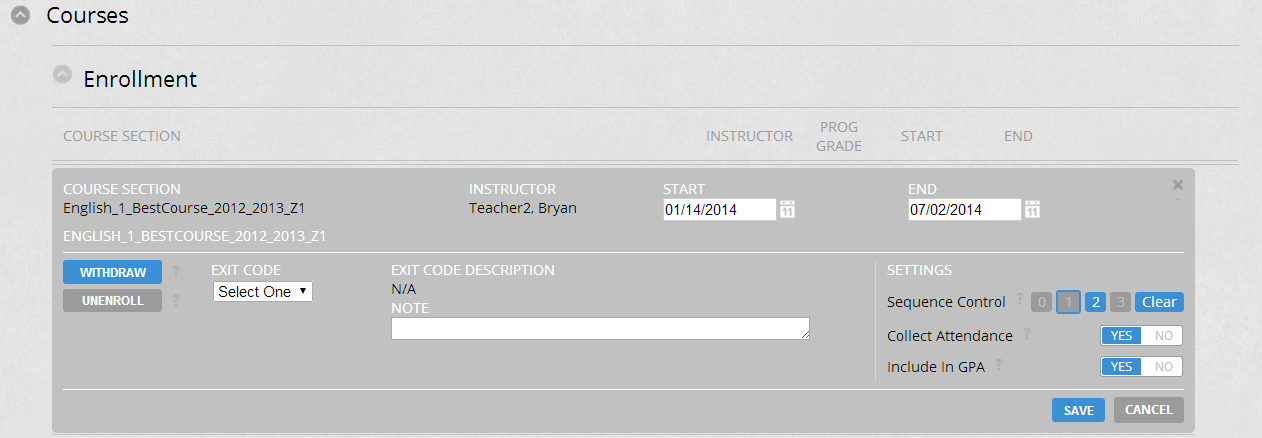 Courses
Enrollment
COURSE SECTION INSTRUCTOR PROG GRADE START END
COURSE SECTION INSTRUCTOR START END
English_1_BestCourse_2012_2013_Z1 Teacher2, Bryan 01/14/2014 11 07/02/2014 11
ENGLISH_1_BESTCOURSE_2012_2013_Z1
WITHDRAW ? EXIT CODE EXIT CODE DESCRIPTION SETTINGS
Select One N/A
UNENROLL ? NOTE Sequence Control ? 0 1 2 3 Clear
Collect Attendance ? YES NO
Include In GPA ? YES NO
SAVE CANCEL